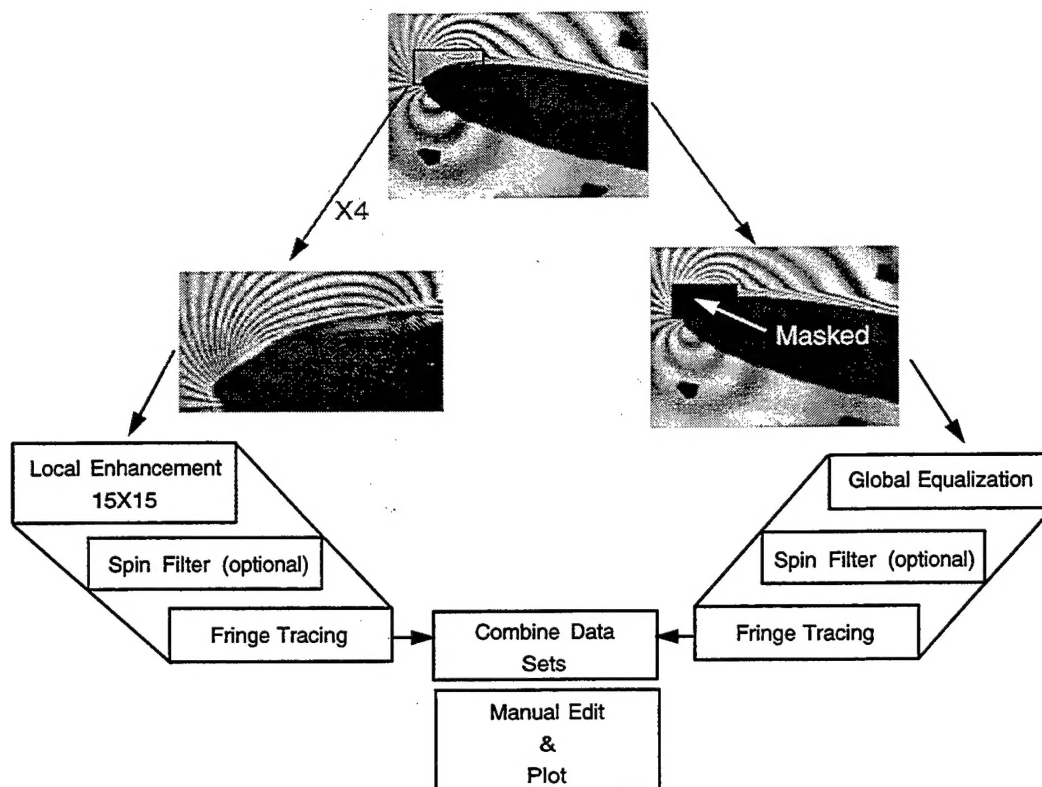 X4
Masked
Local Enhancement
15X15
Spin Filter (optional)
Fringe Tracing
Global Equalization
Spin Filter (optional)
Fringe Tracing
Combine Data
Sets
Manual Edit
&
Plot